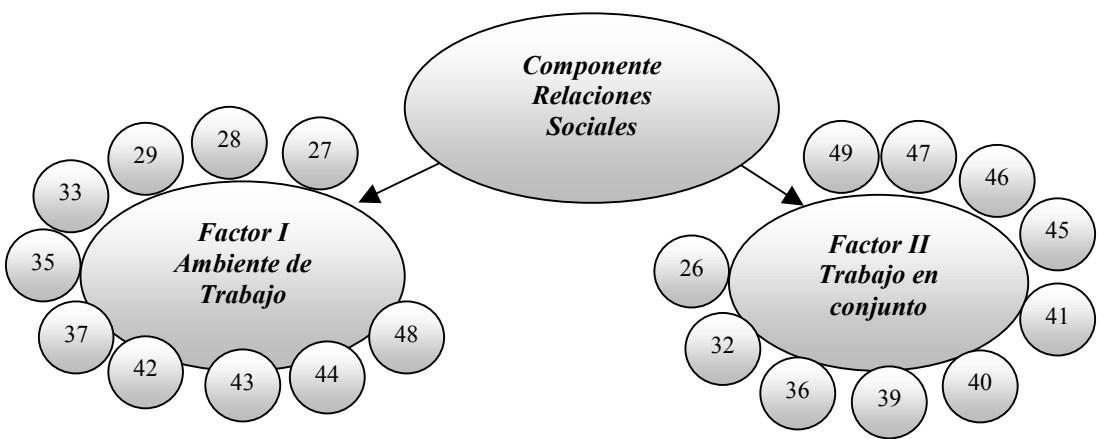 Componente
Relaciones
Sociales
27
28
29
33
35
37
42
43
44
48
Factor I
Ambiente de
Trabajo
49
47
46
45
41
40
39
36
32
26
Factor II
Trabajo en
conjunto